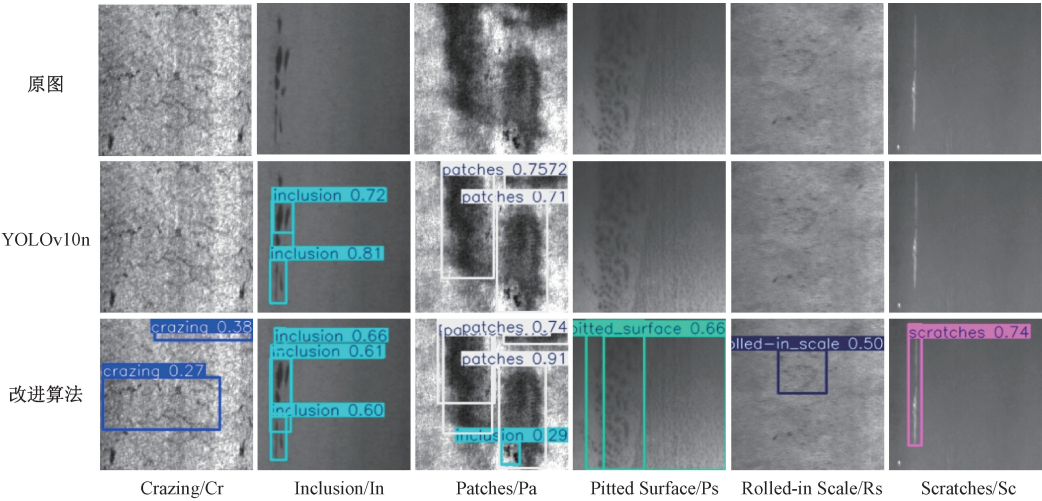 原图
YOLOv10n
inclusion 0.72
inclusion 0.81
patches 0.7572
patches 0.71
改进算法
crazing 0.38
crazing 0.27
inclusion 0.66
inclusion 0.61
inclusion 0.60
patches 0.74
patches 0.91
inclusion 0.29
pitted_surface 0.66
olled-in_scale 0.50
scratches 0.74
Crazing/Cr
Inclusion/In
Patches/Pa
Pitted Surface/Ps
Rolled-in Scale/Rs
Scratches/Sc